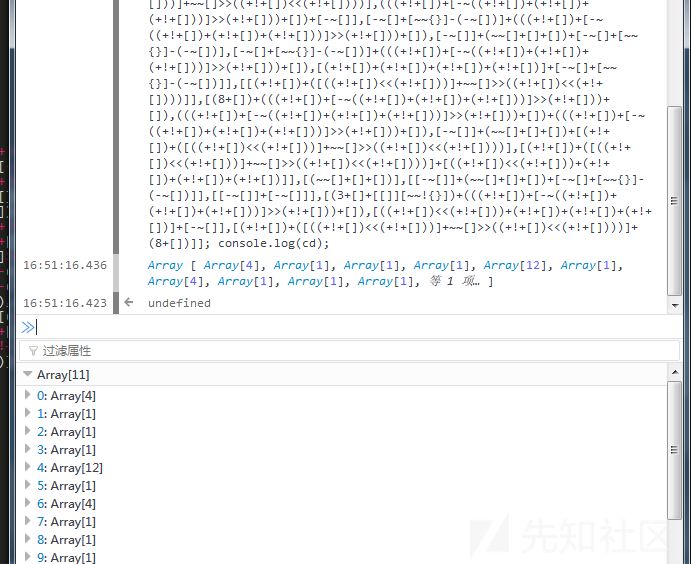 []))]+~~[]>>((+!+[])<<(+!+[]))],(((+!+[])+[-~((+!+[])+(+!+[])+
(+!+[]))]>>(+!+[]))+[])+[-~[]],[-~[]+[~~{}]-(-~[])]+(((+!+[])+[-~
((+!+[])+(+!+[])+(+!+[]))]>>(+!+[]))+[]),[-~[]]+(~~[]+[]+[])+[-~[]+[~~
{}]-(-~[])],[-~[]+[~~{}]-(-~[])]+(((+!+[])+[-~((+!+[])+(+!+[])+
(+!+[]))]>>(+!+[]))+[]),[(+!+[])+(+!+[])+(+!+[])+(+!+[])]+[-~[]+[~~
{}]-(-~[])],[[(+!+[])+([((+!+[])<<(+!+[]))]+~~[]>>((+!+[])<<(+!+
[])))]],[(8+[])+(((+!+[])+[-~((+!+[])+(+!+[])+(+!+[]))]>>(+!+[]))+
[]),(((+!+[])+[-~((+!+[])+(+!+[])+(+!+[]))]>>(+!+[]))+[])+(((+!+[])+[-~
((+!+[])+(+!+[])+(+!+[]))]>>(+!+[]))+[]),[-~[]]+(~~[]+[]+[])+[(+!+
[])+([((+!+[])<<(+!+[]))]+~~[]>>((+!+[])<<(+!+[])))],[(+!+[])+([((+!+
[])<<(+!+[]))]+~~[]>>((+!+[])<<(+!+[])))]+[((+!+[])<<(+!+[]))+(+!+
[])+(+!+[])+(+!+[])]],[(~~[]+[]+[])],[[-~[]]+(~~[]+[]+[])+[-~[]+[~~{}]-
(-~[])]],[[-~[]]+[-~[]]],[(3+[]+[[]][~~!{}])+(((+!+[])+[-~((+!+[])+
(+!+[])+(+!+[]))]>>(+!+[]))+[])],[((+!+[])<<(+!+[]))+(+!+[])+(+!+[])+(+!+
[])]+[-~[]],[(+!+[])+([((+!+[])<<(+!+[]))]+~~[]>>((+!+[])<<(+!+[])))]+
(8+[])]]; console.log(cd);
16:51:16.436 Array [ Array[4], Array[1], Array[1], Array[1], Array[12], Array[1],
Array[4], Array[1], Array[1], Array[1], 等 1 项… ]
16:51:16.423 ← undefined
≫
过滤属性
Array[11]
0: Array[4]
1: Array[1]
2: Array[1]
3: Array[1]
4: Array[12]
5: Array[1]
6: Array[4]
7: Array[1]
8: Array[1]
9: Array[1]
先知社区